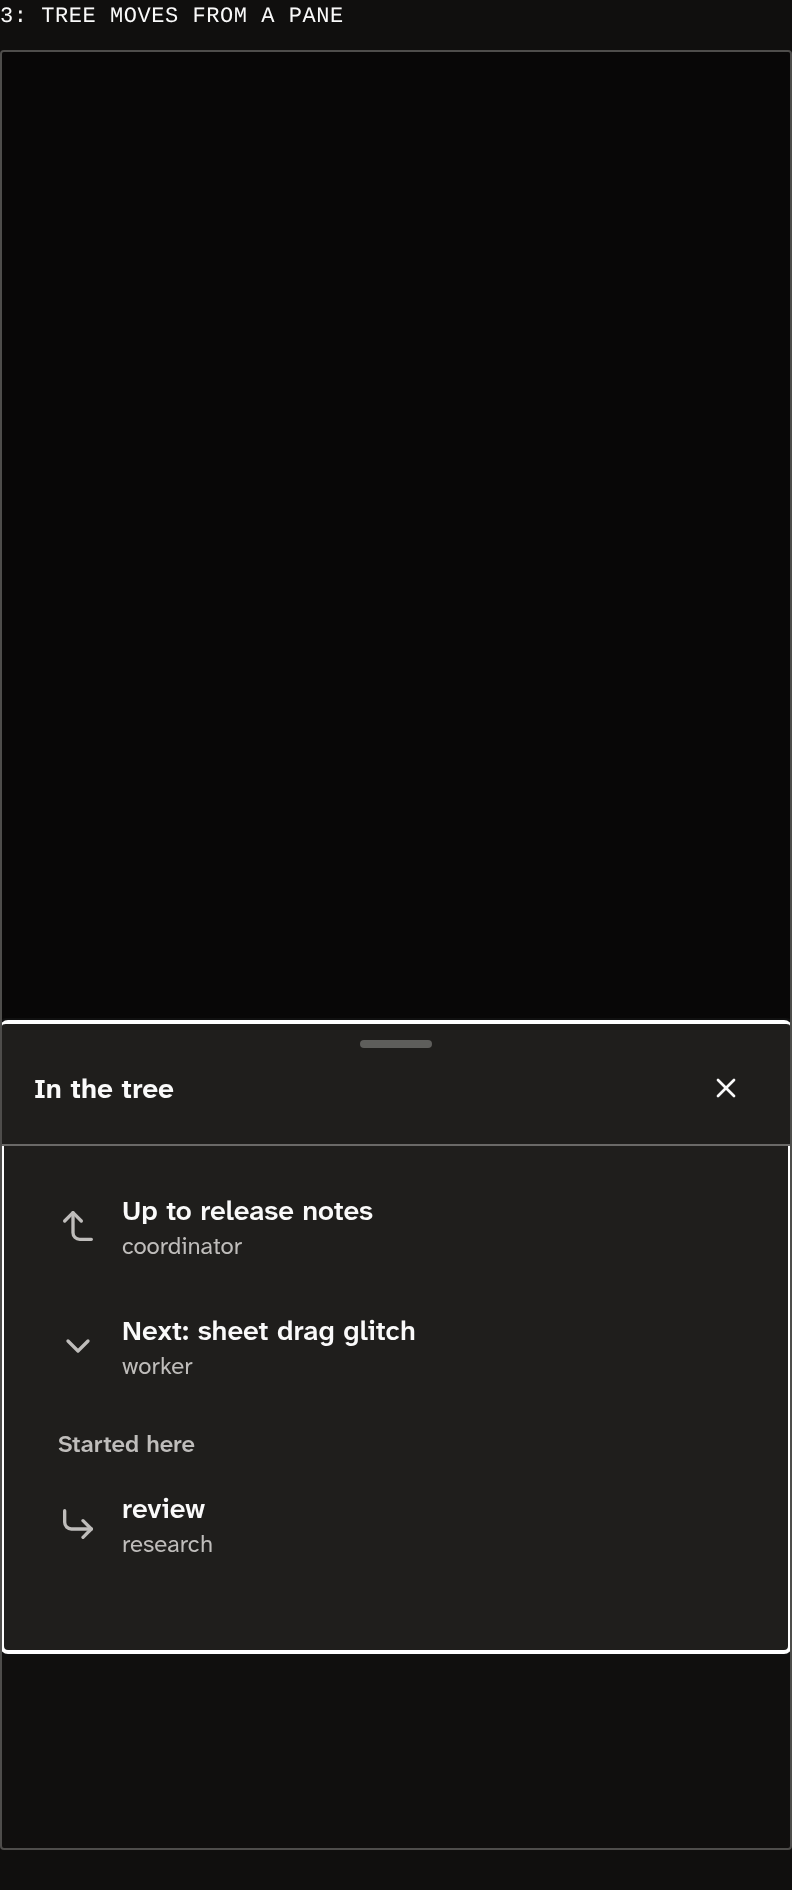 3: TREE MOVES FROM A PANE
In the tree
Up to release notes
coordinator
Next: sheet drag glitch
worker
Started here
review
research